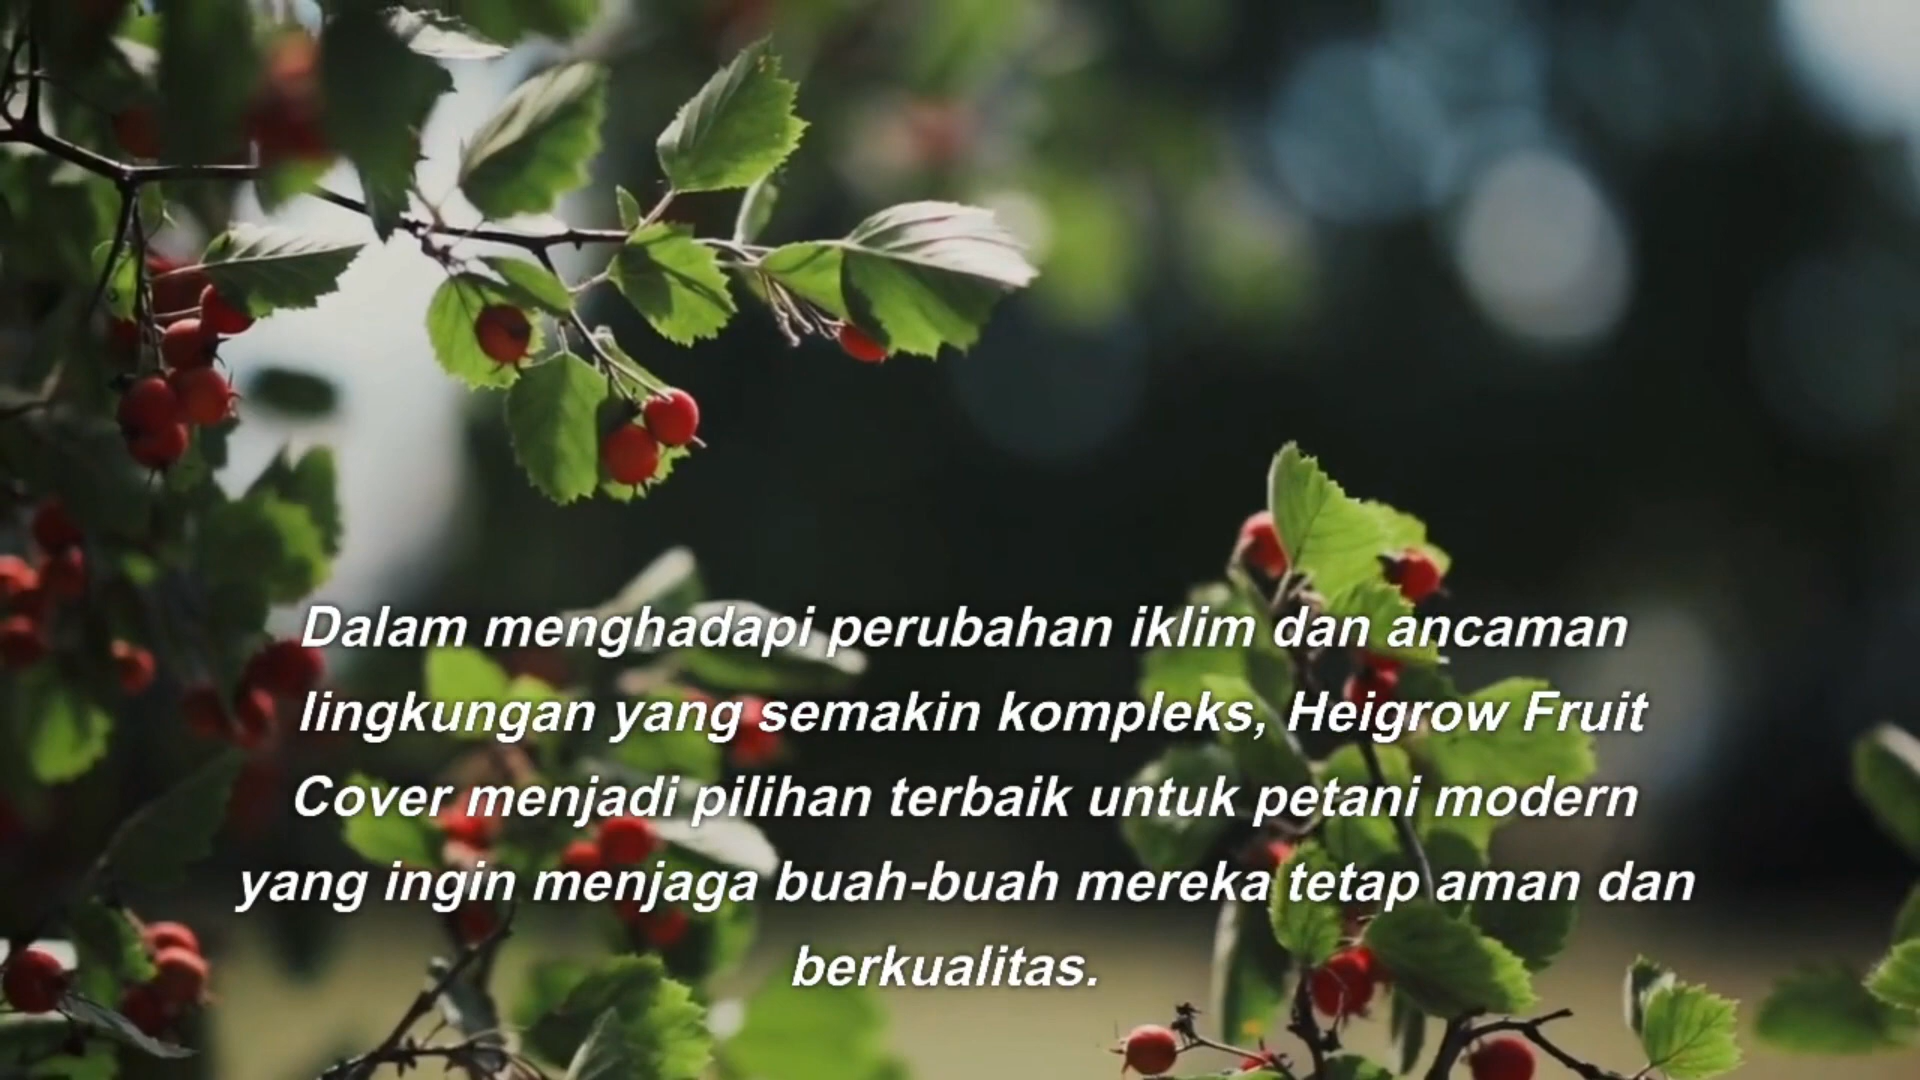 Dalam menghadapi perubahan iklim dan ancaman
lingkungan yang semakin kompleks, Heigrow Fruit
Cover menjadi pilihan terbaik untuk petani modern
yang ingin menjaga buah-buah mereka tetap aman dan
berkualitas.